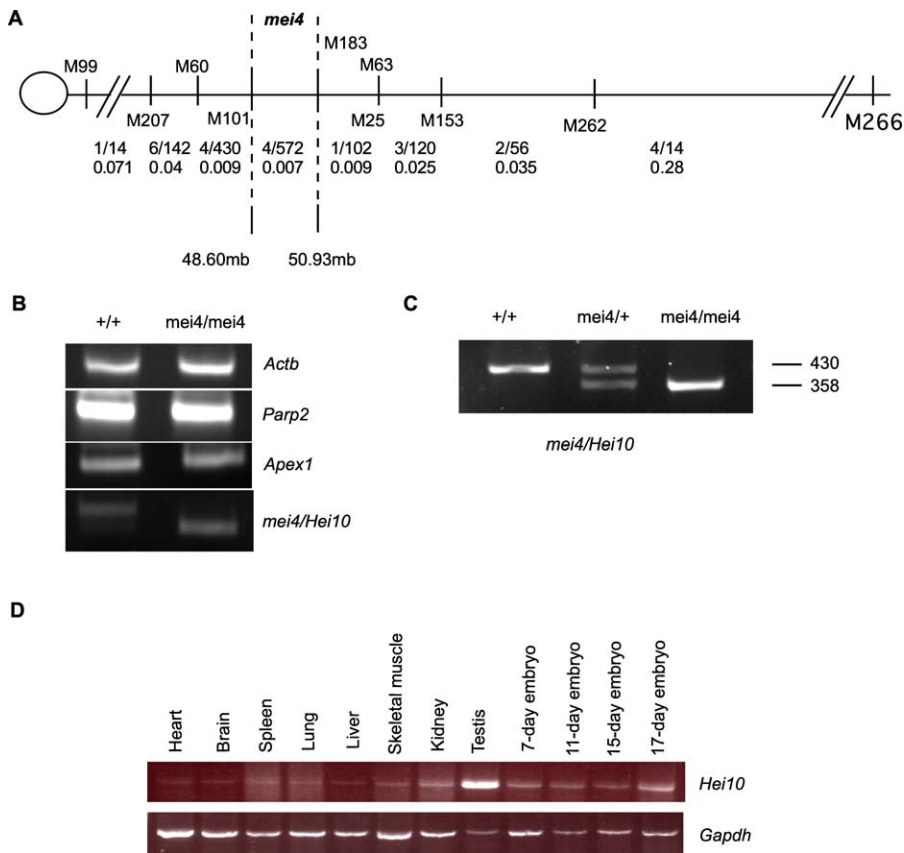 A
mei4
M183
M99
M60
M63
M207
M101
M25
M153
M262
M266
1/14 6/142 4/430 4/572 1/102 3/120 2/56 4/14
0.071 0.04 0.009 0.007 0.009 0.025 0.035 0.28
48.60mb 50.93mb
B
+/+ mei4/mei4
Actb
Parp2
Apex1
mei4/Hei10
C
+/+ mei4/+ mei4/mei4
430
358
mei4/Hei10
D
Heart
Brain
Spleen
Lung
Liver
Skeletal muscle
Kidney
Testis
7-day embryo
11-day embryo
15-day embryo
17-day embryo
Hei10
Gapdh